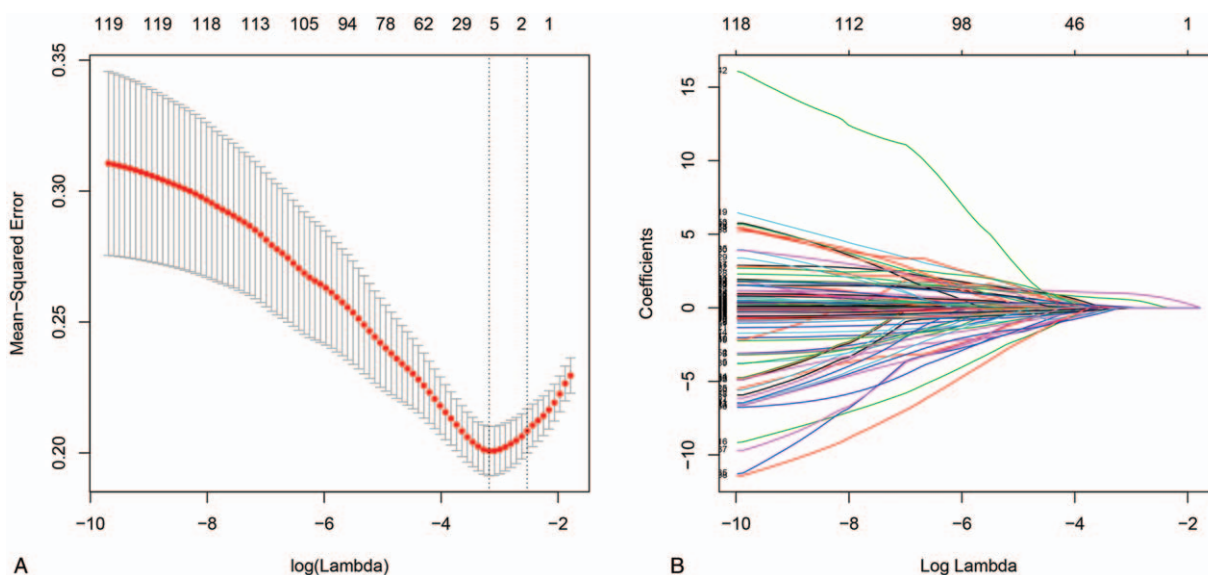 119 119 118 113 105 94 78 62 29 5 2 1
0.35
0.30
0.25
0.20
Mean−Squared Error
−10 −8 −6 −4 −2
log(Lambda)
A
118 112 98 46 1
15
10
5
0
−5
−10
Coefficients
−10 −8 −6 −4 −2
Log Lambda
B